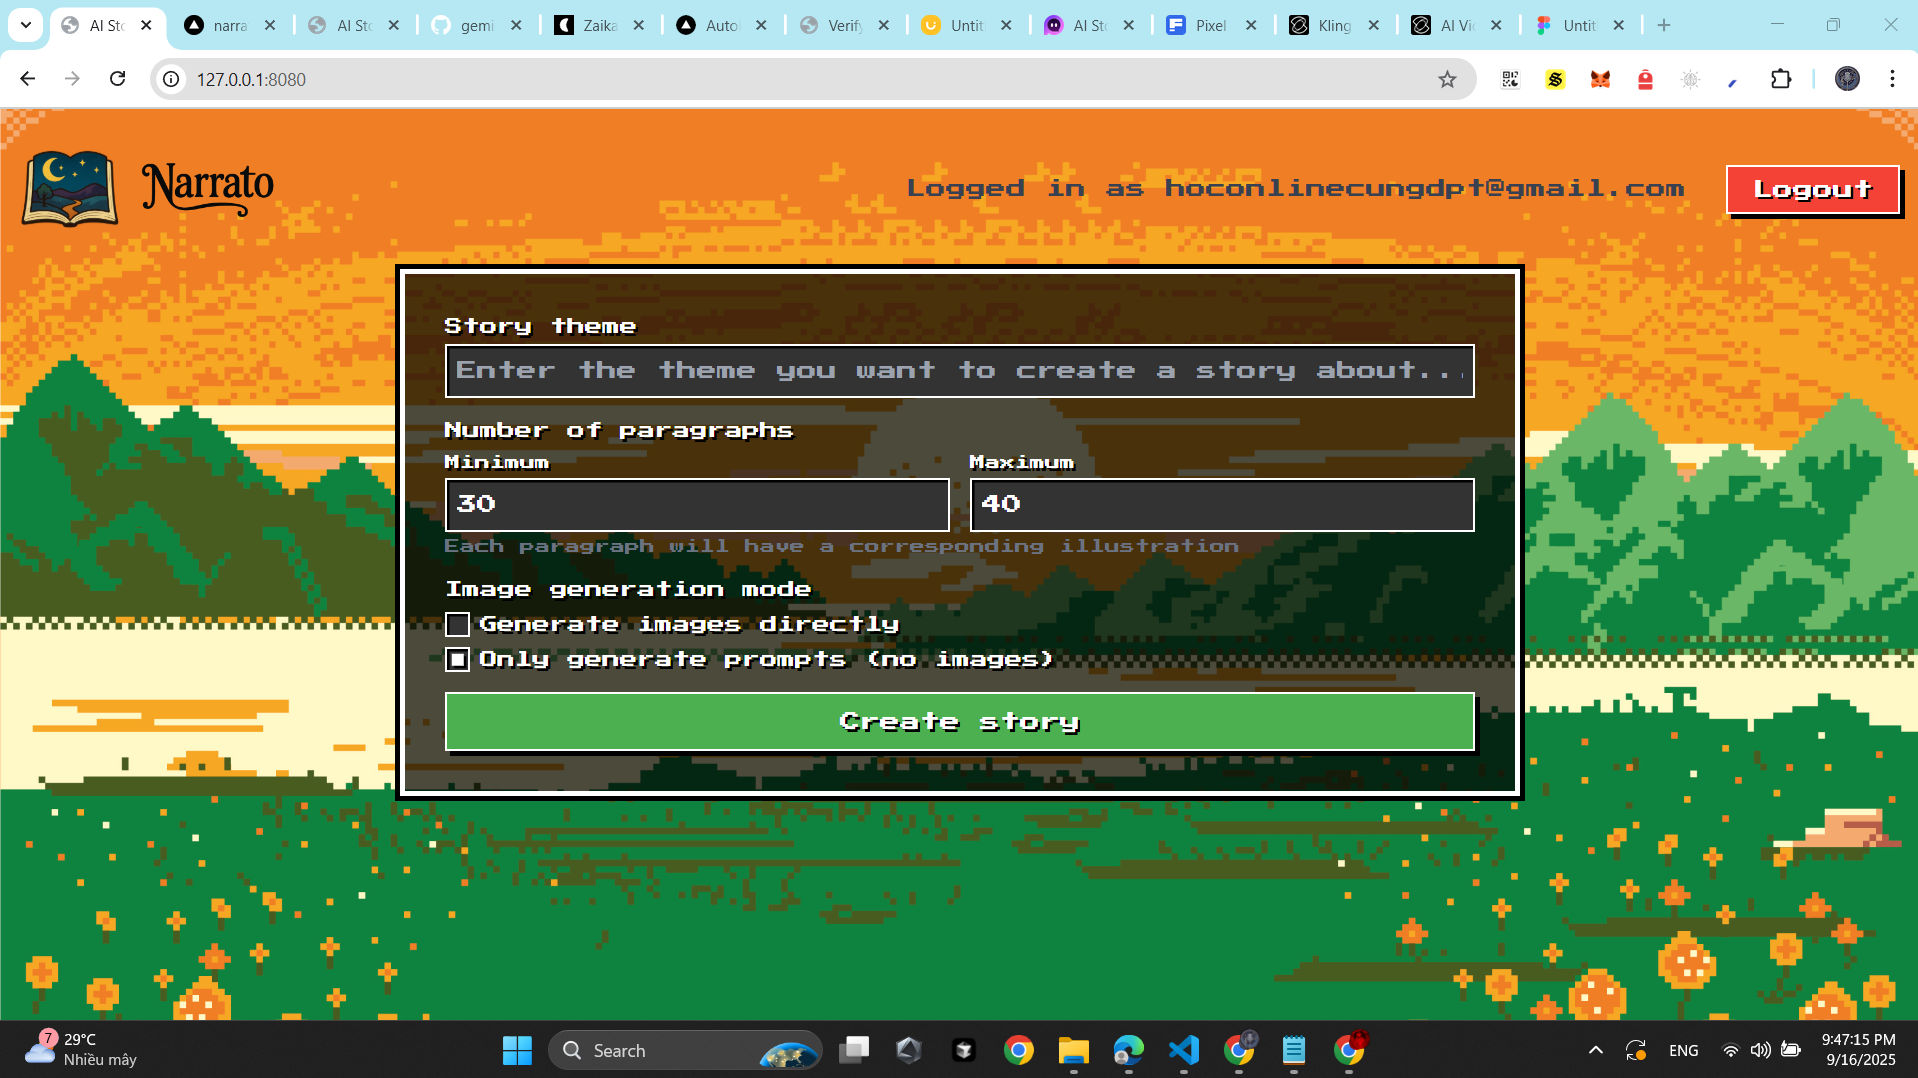 AI Sto
narra
AI Sto
gemi
Zaika
Auto
Verify
Untit
AI Sto
Pixel
Kling
AI Vi
Untit
127.0.0.1:8080
Narrato
Logged in as hoconlinecungdpt@gmail.com
Logout
Story theme
Enter the theme you want to create a story about...
Number of paragraphs
Minimum
Maximum
30
40
Each paragraph will have a corresponding illustration
Image generation mode
Generate images directly
Only generate prompts (no images)
Create story
7
29°C
Nhiều mây
Search
ENG
9:47:15 PM
9/16/2025